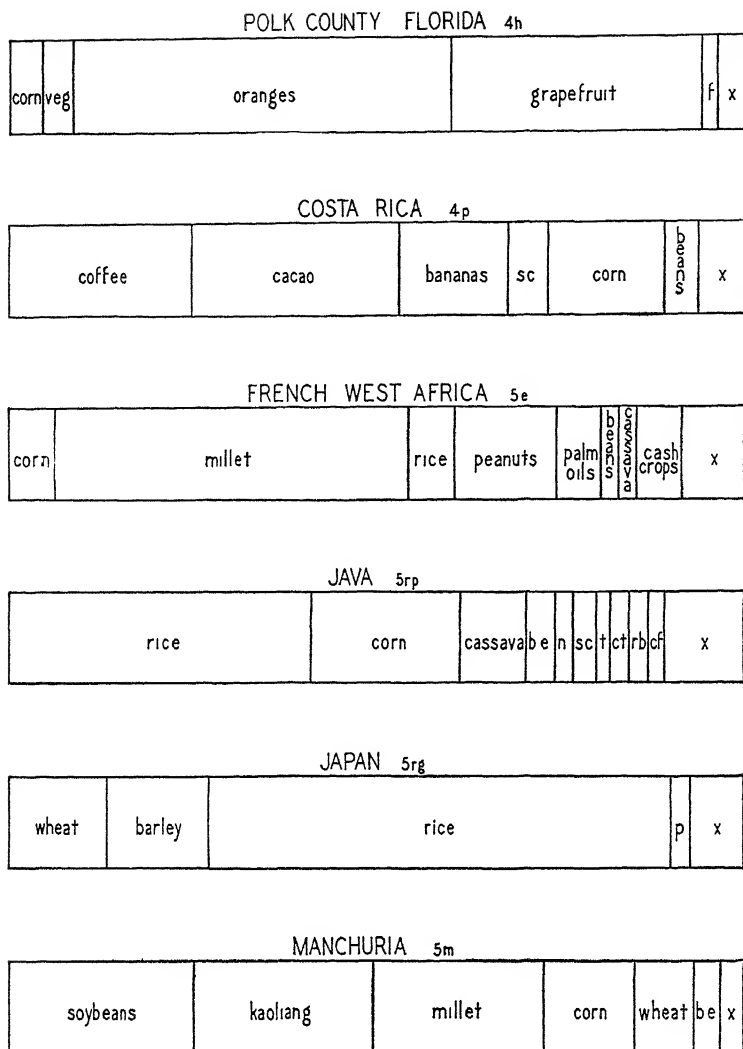 POLK COUNTY FLORIDA 4h
corn veg oranges grapefruit f x
COSTA RICA 4p
coffee cacao bananas sc corn beans x
FRENCH WEST AFRICA 5e
corn millet rice peanuts palm oils beans cassava cash crops x
JAVA 5rp
rice corn cassava be n sc t ct rb cf x
JAPAN 5rg
wheat barley rice p x
MANCHURIA 5m
soybeans kaoliang millet corn wheat be x